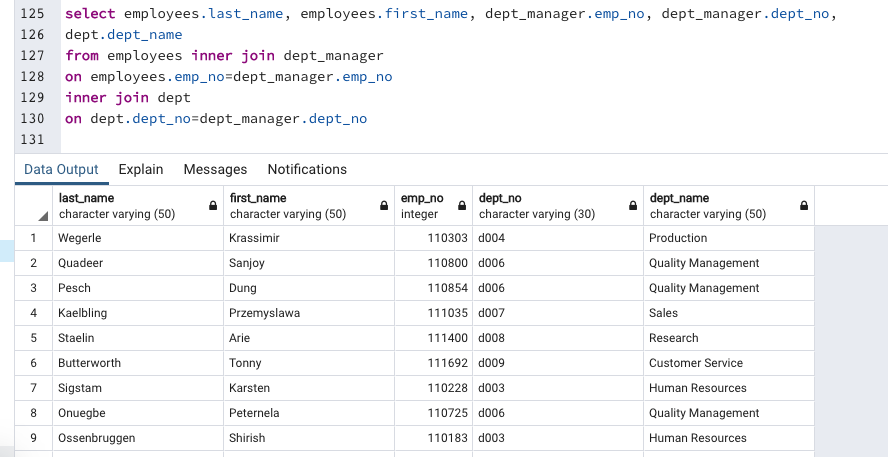 125 select employees.last_name, employees.first_name, dept_manager.emp_no, dept_manager.dept_no,
126 dept.dept_name
127 from employees inner join dept_manager
128 on employees.emp_no=dept_manager.emp_no
129 inner join dept
130 on dept.dept_no=dept_manager.dept_no
131
Data Output Explain Messages Notifications
last_name first_name emp_no dept_no dept_name
character varying (50) character varying (50) integer character varying (30) character varying (50)
1 Wegerle Krassimir 110303 d004 Production
2 Quadeer Sanjoy 110800 d006 Quality Management
3 Pesch Dung 110854 d006 Quality Management
4 Kaelbling Przemyslawa 111035 d007 Sales
5 Staelin Arie 111400 d008 Research
6 Butterworth Tonny 111692 d009 Customer Service
7 Sigstam Karsten 110228 d003 Human Resources
8 Onuegbe Peternela 110725 d006 Quality Management
9 Ossenbruggen Shirish 110183 d003 Human Resources